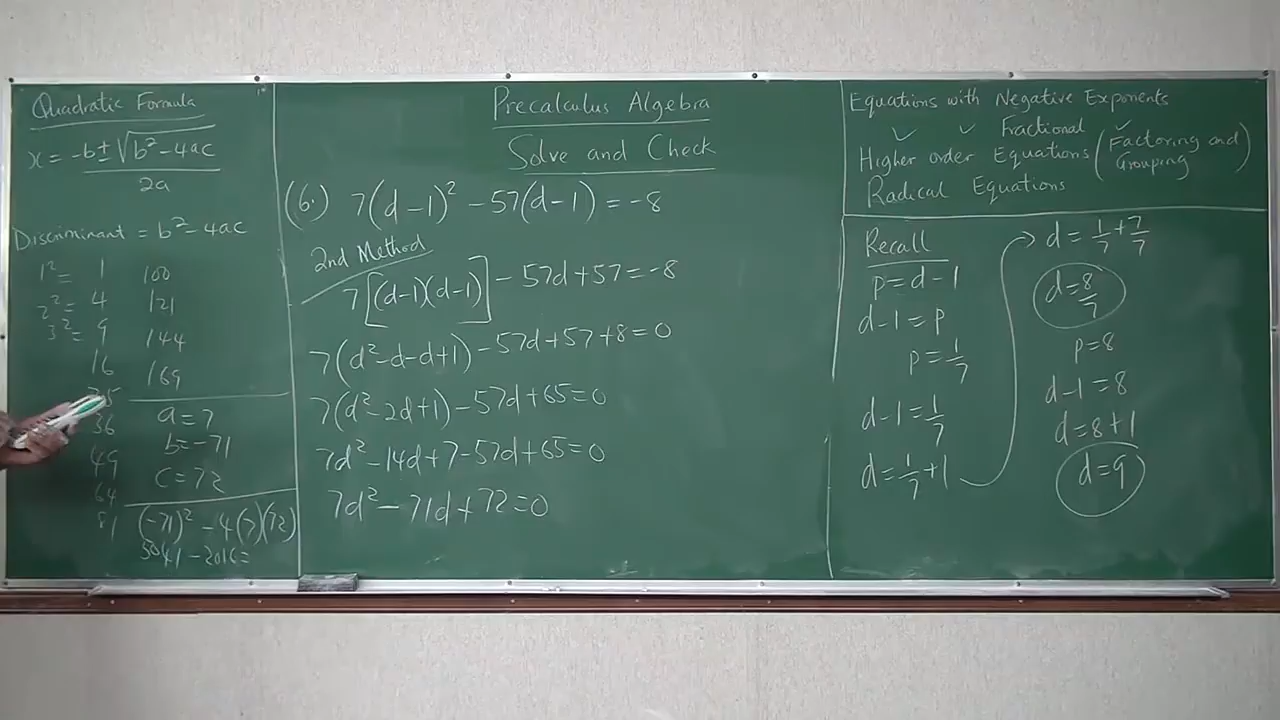 Quadratic Formula
x = -b ± √b² - 4ac
2a
Discriminant = b² - 4ac
1² = 1 100
2² = 4 121
3² = 9 144
16 169
25
36
49
64
81
a = 7
b = -71
c = 72
(-71)² - 4(7)(72)
5041 - 2016 =
Precalculus Algebra
Solve and Check
(6.) 7(d-1)² - 57(d-1) = -8
2nd Method
7[(d-1)(d-1)] - 57d + 57 = -8
7(d² - d - d + 1) - 57d + 57 + 8 = 0
7(d² - 2d + 1) - 57d + 65 = 0
7d² - 14d + 7 - 57d + 65 = 0
7d² - 71d + 72 = 0
Equations with Negative Exponents
✓ ✓ Fractional
Higher order Equations (Factoring and Grouping)
Radical Equations
Recall
p = d - 1
d - 1 = p
p = 1/7
d - 1 = 1/7
d = 1/7 + 1
d = 1/7 + 7/7
d = 8/7
p = 8
d - 1 = 8
d = 8 + 1
d = 9